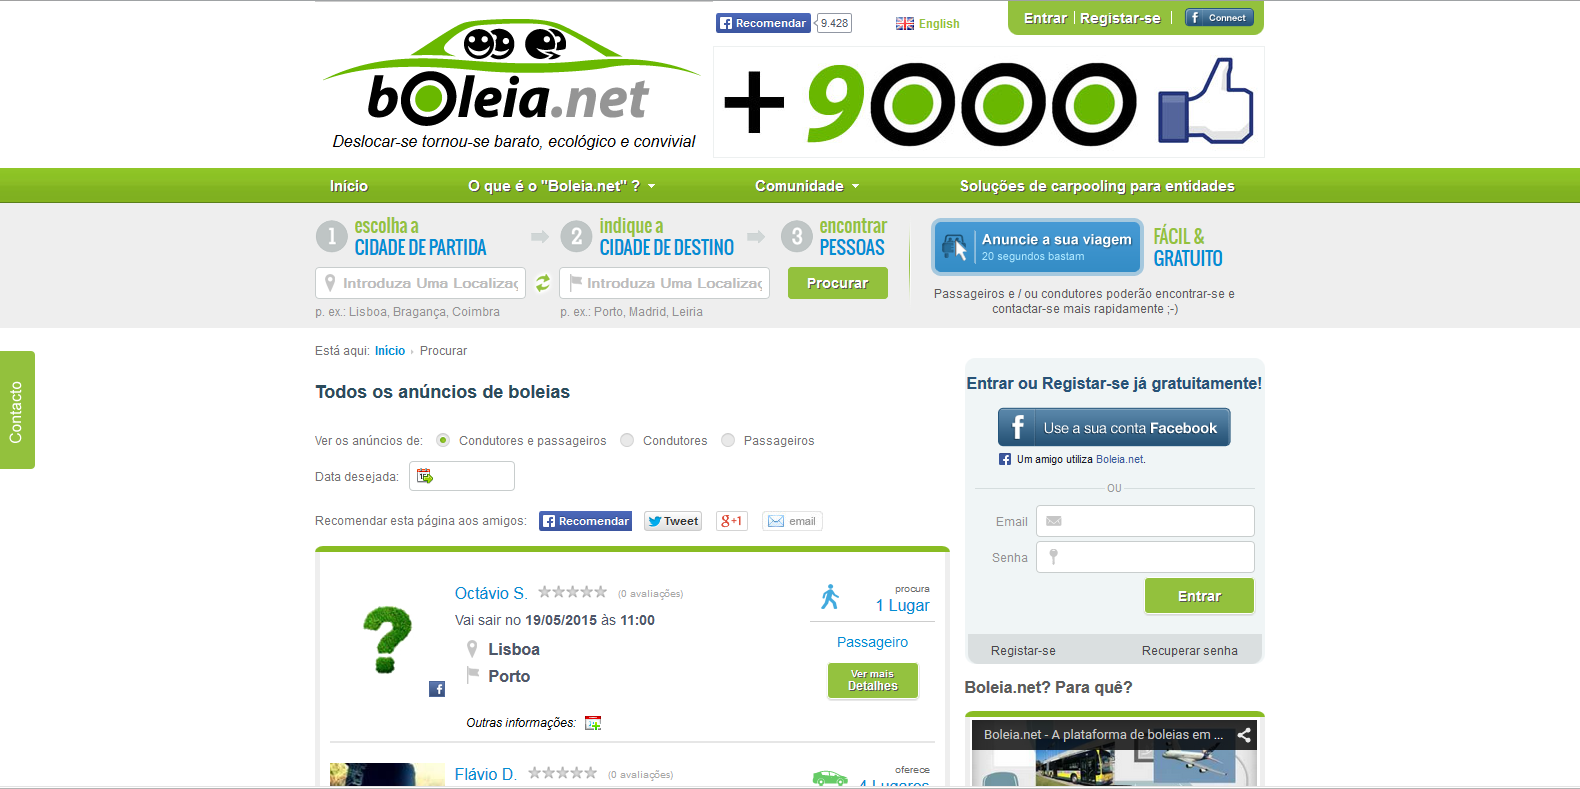 Recomendar 9.428
English
Entrar Registrar-se
f Connect
boleia.net
Deslocar-se tornou-se barato, ecológico e convivial
+ 9000
Início
O que é o "Boleia.net" ?
Comunidade
Soluções de carpooling para entidades
1 escolha a
CIDADE DE PARTIDA
2 indique a
CIDADE DE DESTINO
3 encontrar
PESSOAS
Introduza Uma Localizaç
Introduza Uma Localizaç
Procurar
p. ex.: Lisboa, Bragança, Coimbra
p. ex.: Porto, Madrid, Leiria
Anuncie a sua viagem
20 segundos bastam
FÁCIL &
GRATUITO
Passageiros e / ou condutores poderão encontrar-se e
contactar-se mais rapidamente ;-)
Contacto
Está aqui: Início Procurar
Todos os anúncios de boleias
Ver os anúncios de: Condutores e passageiros Condutores Passageiros
Data desejada:
Recomendar esta página aos amigos: Recomendar Tweet g+1 email
Octávio S. (0 avaliações)
Vai sair no 19/05/2015 às 11:00
Lisboa
Porto
Outras informações:
procura
1 Lugar
Passageiro
Ver mais
Detalhes
Flávio D. (0 avaliações)
oferece
4 Lugares
Entrar ou Registar-se já gratuitamente!
f Use a sua conta Facebook
Um amigo utiliza Boleia.net.
OU
Email
Senha
Entrar
Registar-se
Recuperar senha
Boleia.net? Para quê?
Boleia.net - A plataforma de boleias em ...